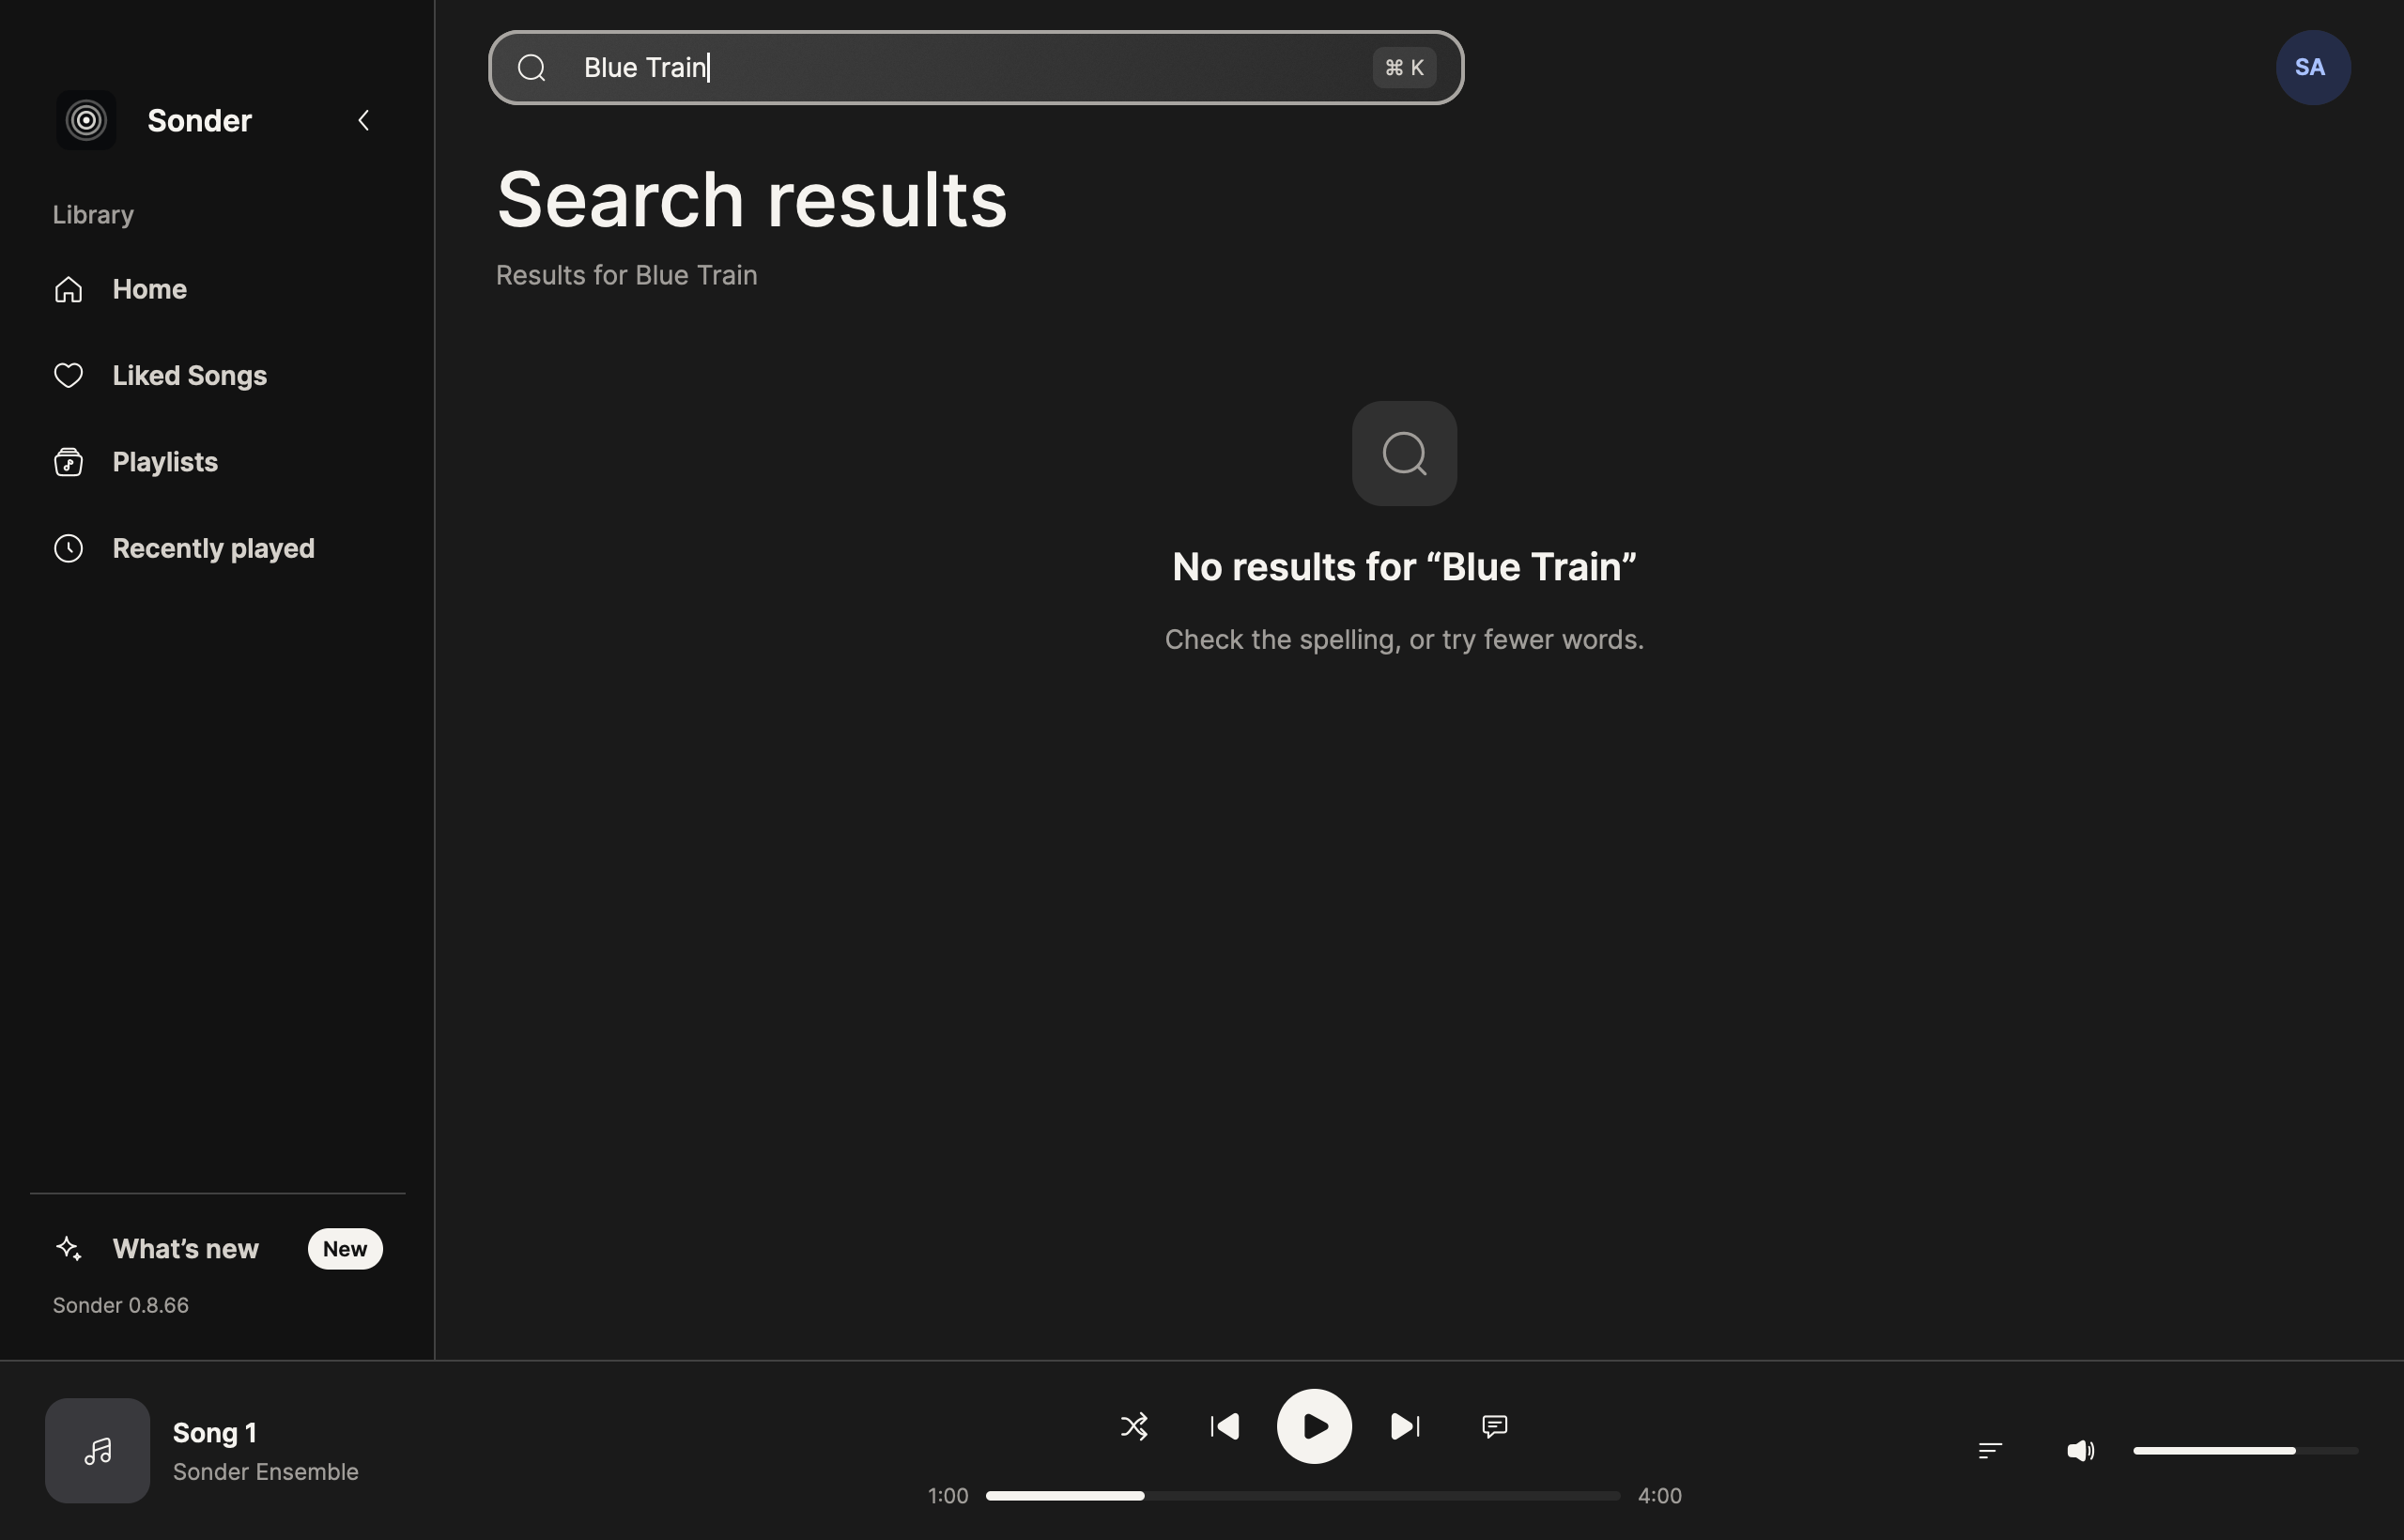 Blue Train
⌘ K
SA
Sonder
Library
Home
Liked Songs
Playlists
Recently played
Search results
Results for Blue Train
No results for “Blue Train”
Check the spelling, or try fewer words.
What’s new
New
Sonder 0.8.66
Song 1
Sonder Ensemble
1:00
4:00